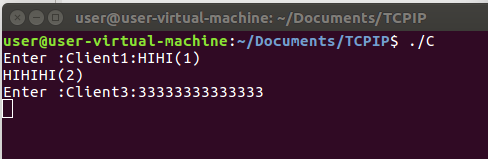 user@user-virtual-machine: ~/Documents/TCPIP
user@user-virtual-machine:~/Documents/TCPIP$ ./C
Enter :Client1:HIHI(1)
HIHIHI(2)
Enter :Client3:33333333333333